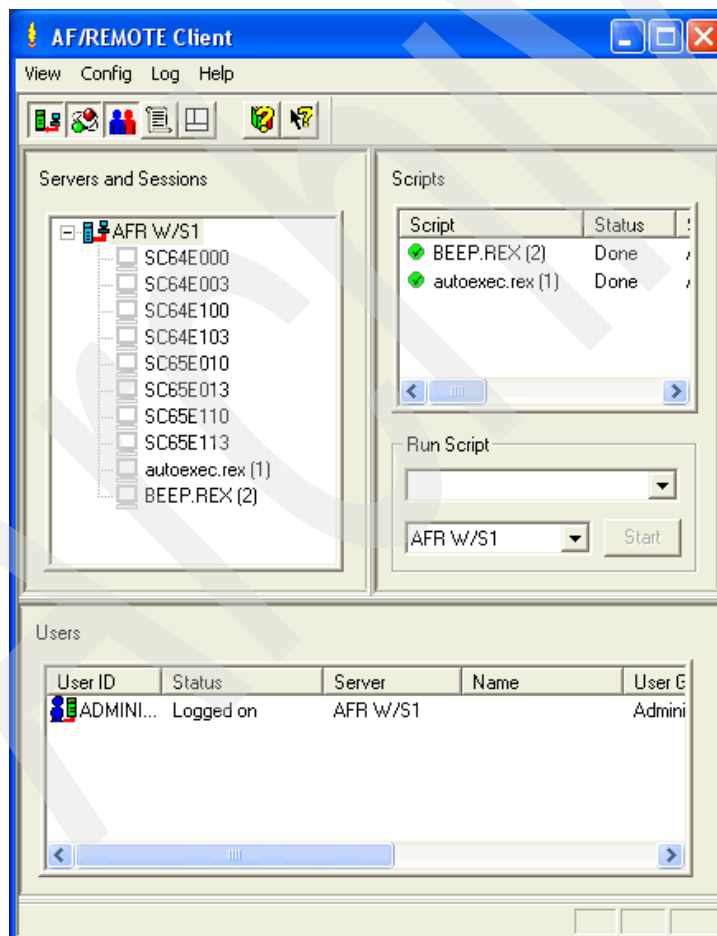 AF/REMOTE Client
View Config Log Help
Servers and Sessions
AFR W/S1
SC64E000
SC64E003
SC64E100
SC64E103
SC65E010
SC65E013
SC65E110
SC65E113
autoexec.rex (1)
BEEP.REX (2)
Scripts
Script Status
BEEP.REX (2) Done
autoexec.rex (1) Done
Run Script
AFR W/S1 Start
Users
User ID Status Server Name User G
ADMINI... Logged on AFR W/S1 Admini